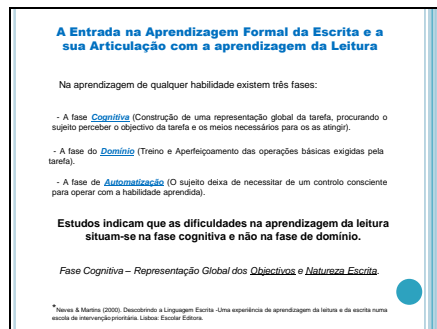 A Entrada na Aprendizagem Formal da Escrita e a
sua Articulação com a aprendizagem da Leitura
Na aprendizagem de qualquer habilidade existem três fases:
- A fase Cognitiva (Construção de uma representação global da tarefa, procurando o
sujeito perceber o objectivo da tarefa e os meios necessários para os as atingir).
- A fase do Domínio (Treino e Aperfeiçoamento das operações básicas exigidas pela
tarefa).
- A fase de Automatização (O sujeito deixa de necessitar de um controlo consciente
para operar com a habilidade aprendida).
Estudos indicam que as dificuldades na aprendizagem da leitura
situam-se na fase cognitiva e não na fase de domínio.
Fase Cognitiva – Representação Global dos Objectivos e Natureza Escrita.
*Neves & Martins (2000). Descobrindo a Linguagem Escrita -Uma experiência de aprendizagem da leitura e da escrita numa
escola de intervenção prioritária. Lisboa: Escolar Editora.